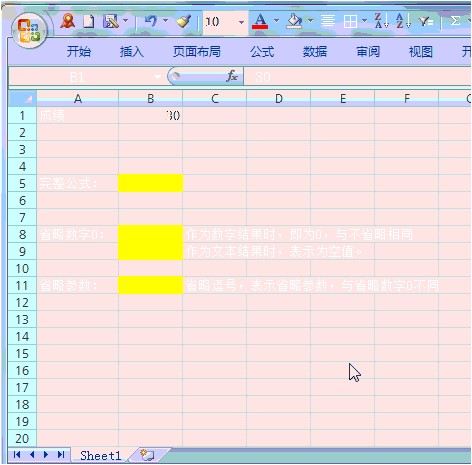 10
开始 插入 页面布局 公式 数据 审阅 视图 开
B1 fx 30
A B C D E F G
1 成绩 30
2
3
4
5 完整公式:
6
7
8 省略数字0: 作为数字结果时,即为0,与不省略相同
9 作为文本结果时,表示为空值。
10
11 省略参数: 省略逗号,表示省略参数,与省略数字0不同
12
13
14
15
16
17
18
19
20
Sheet1